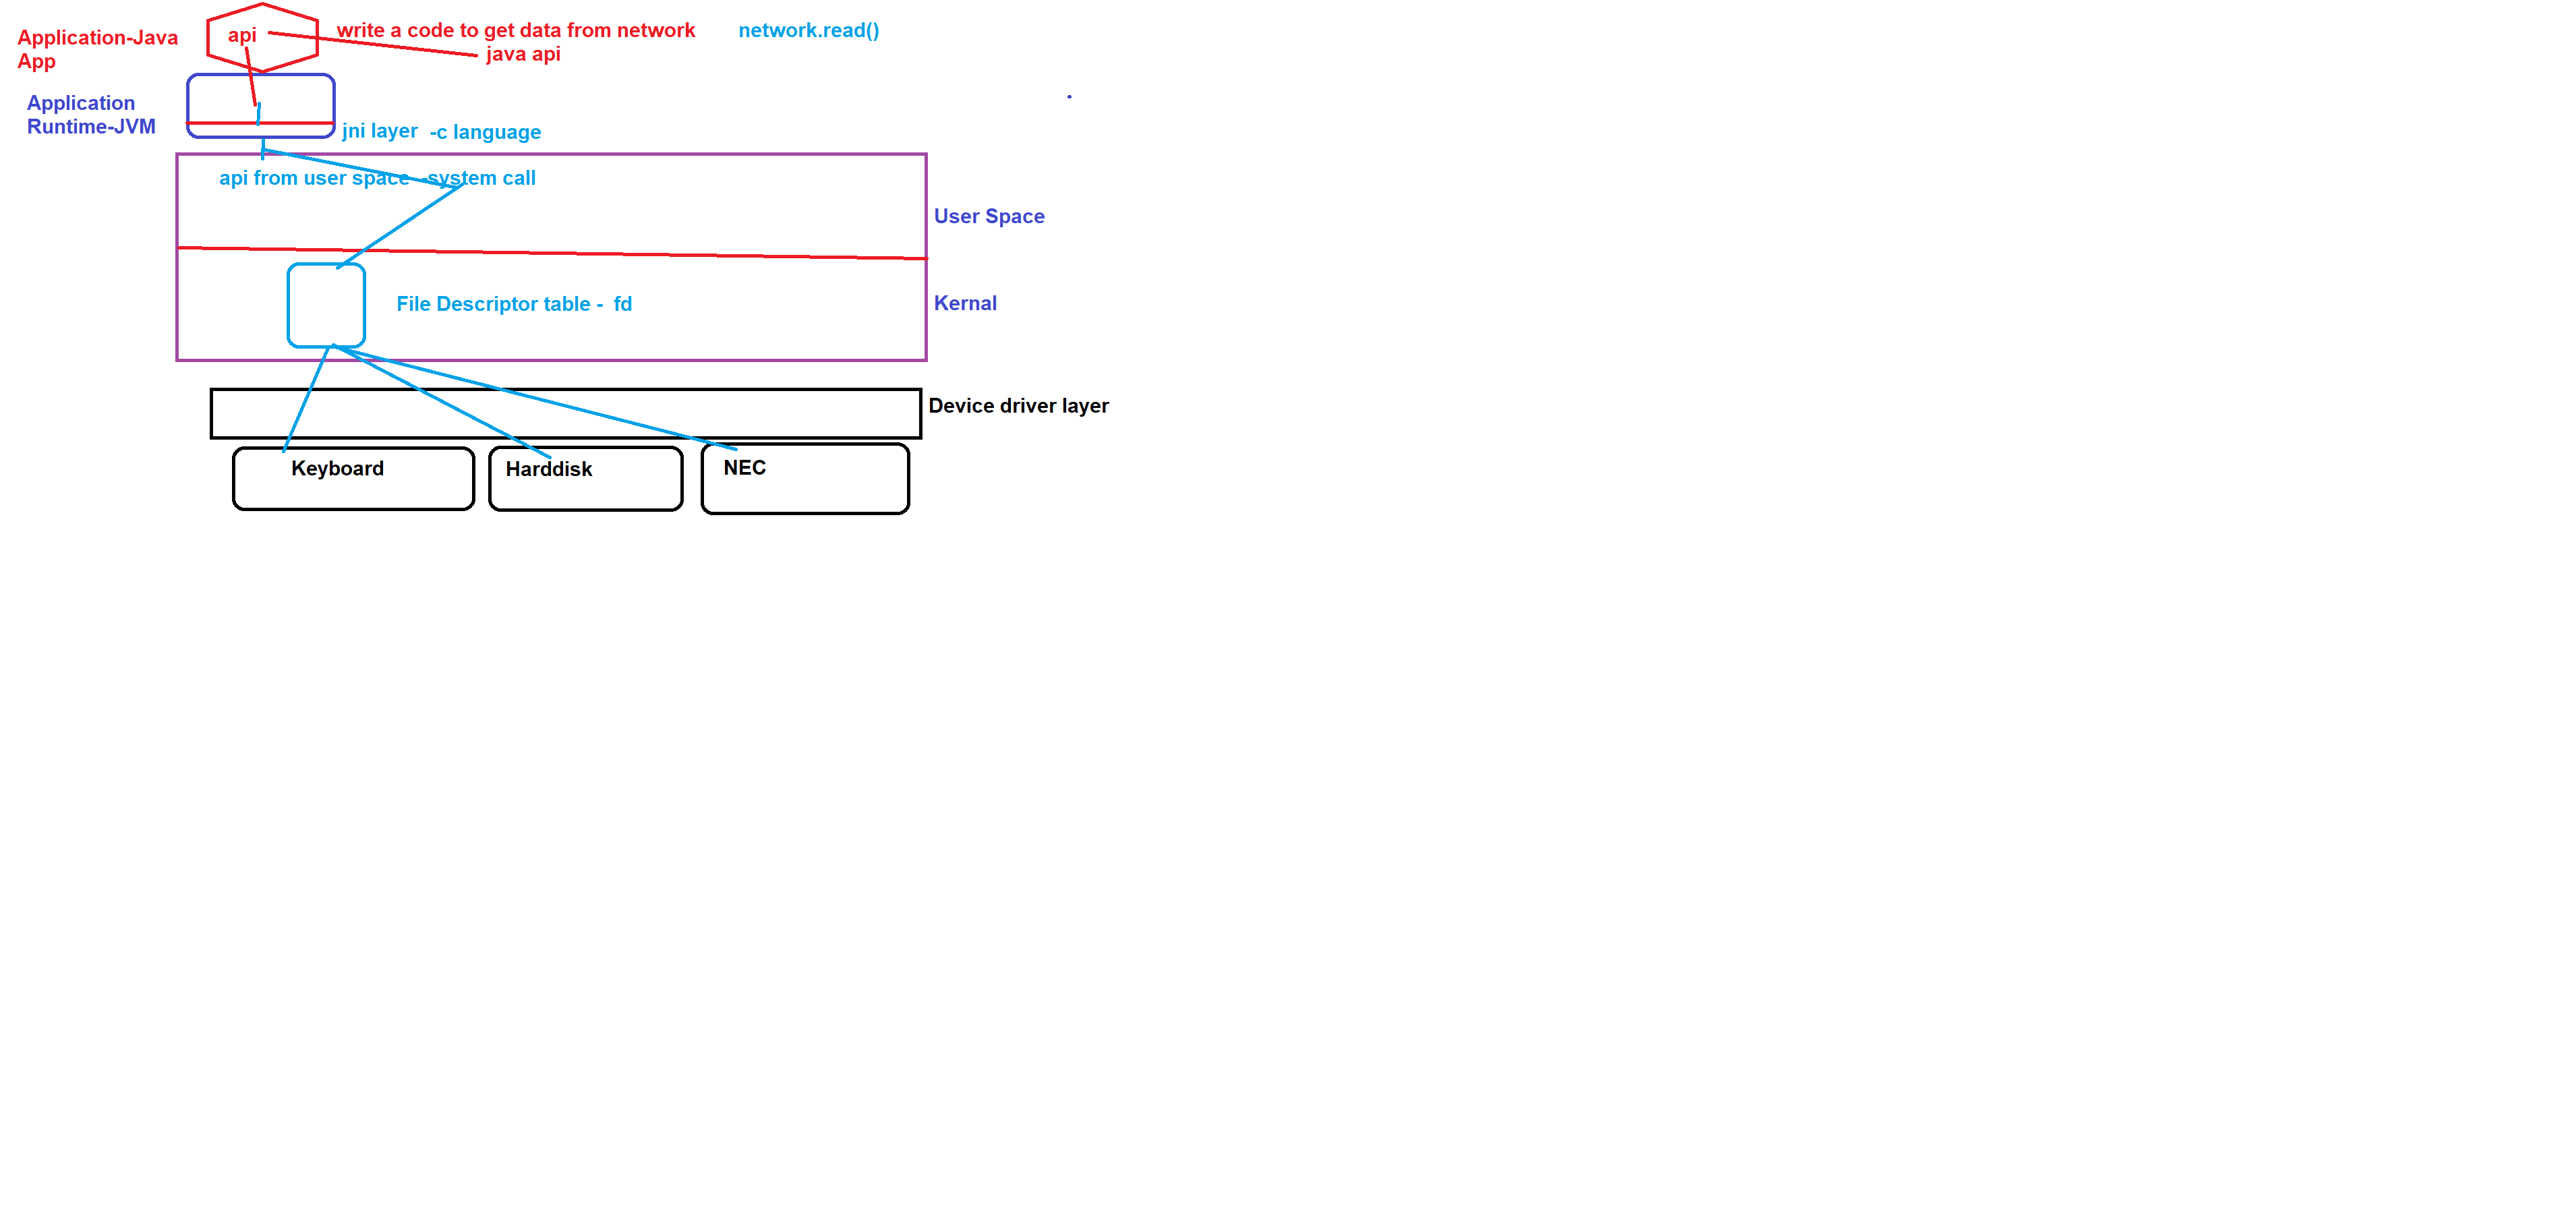 Application-Java
App
api
write a code to get data from network
network.read()
java api
Application
Runtime-JVM
jni layer
-c language
api from user space -system call
User Space
File Descriptor table - fd
Kernal
Device driver layer
Keyboard
Harddisk
NEC